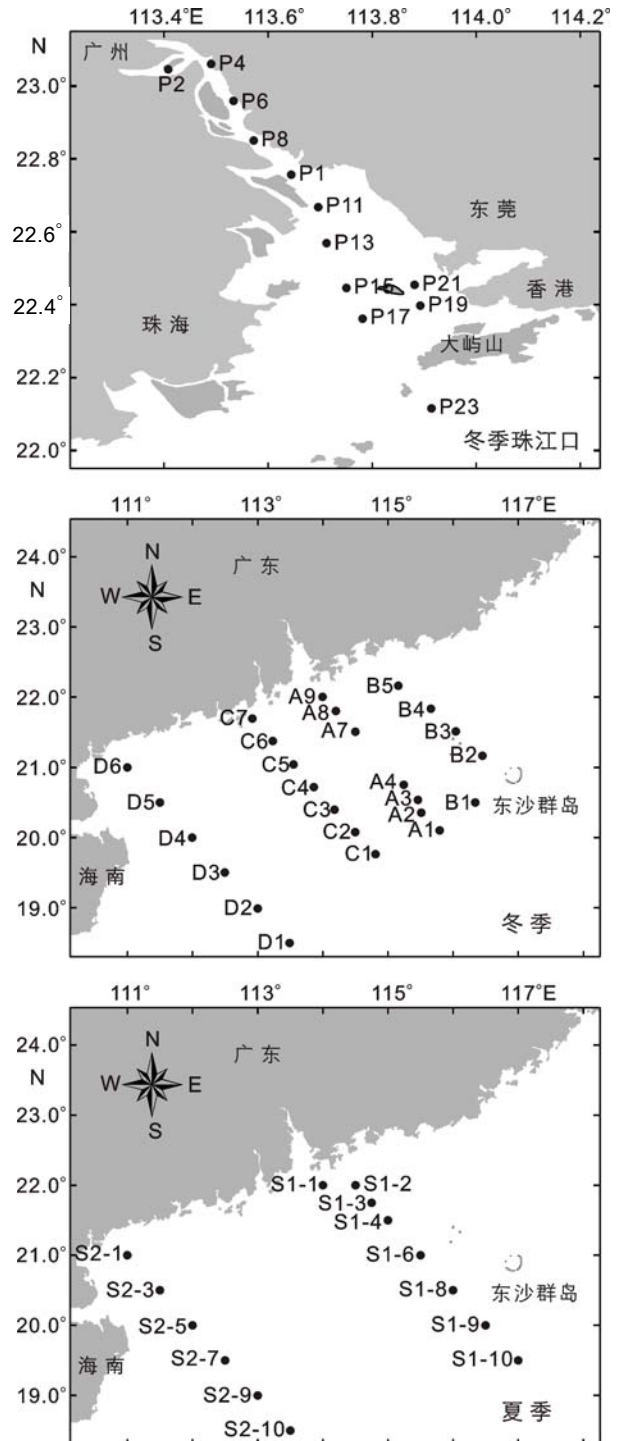 113.4° 113.6° 113.8° 114.0° 114.2°
N
广州
P4
23.0°
P2
P6
P8
22.8°
P1
P11
东莞
22.6°
P13
P21
P15
香港
22.4°
P19
P17
珠海
大屿山
22.2°
P23
22.0°
冬季珠江口
111° 113° 115° 117°E
24.0°
N
广东
N
W E
S
23.0°
B5
22.0°
A9
B4
A8
C7
A7
B3
C6
B2
21.0°
D6
C5
A4
C4
A3
东沙群岛
D5
C3
A2
B1
20.0°
D4
C2
A1
C1
海南
D3
19.0°
D2
冬季
D1
111° 113° 115° 117°E
24.0°
N
广东
N
W E
S
23.0°
22.0°
S1-1
S1-2
S1-3
S1-4
21.0°
S2-1
S1-6
S2-3
S1-8
东沙群岛
20.0°
S2-5
S1-9
海南
S2-7
S1-10
19.0°
S2-9
夏季
S2-10